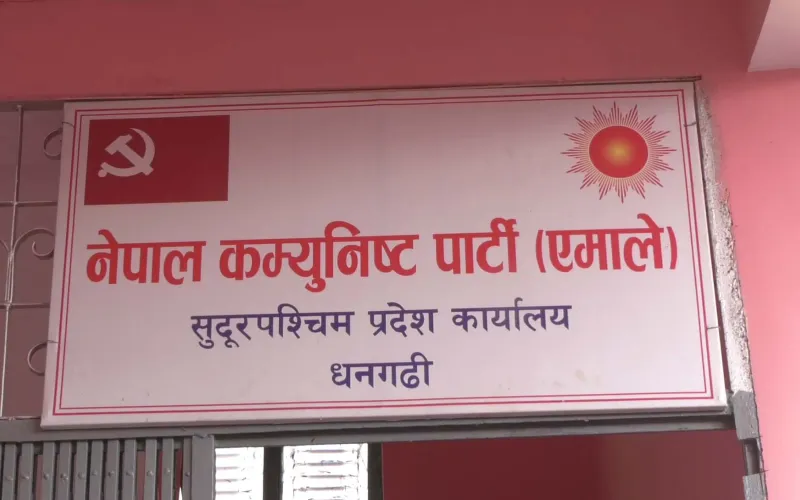 नेपाल कम्युनिष्ट पार्टी (एमाले)
सुदूरपश्चिम प्रदेश कार्यालय
धनगढी